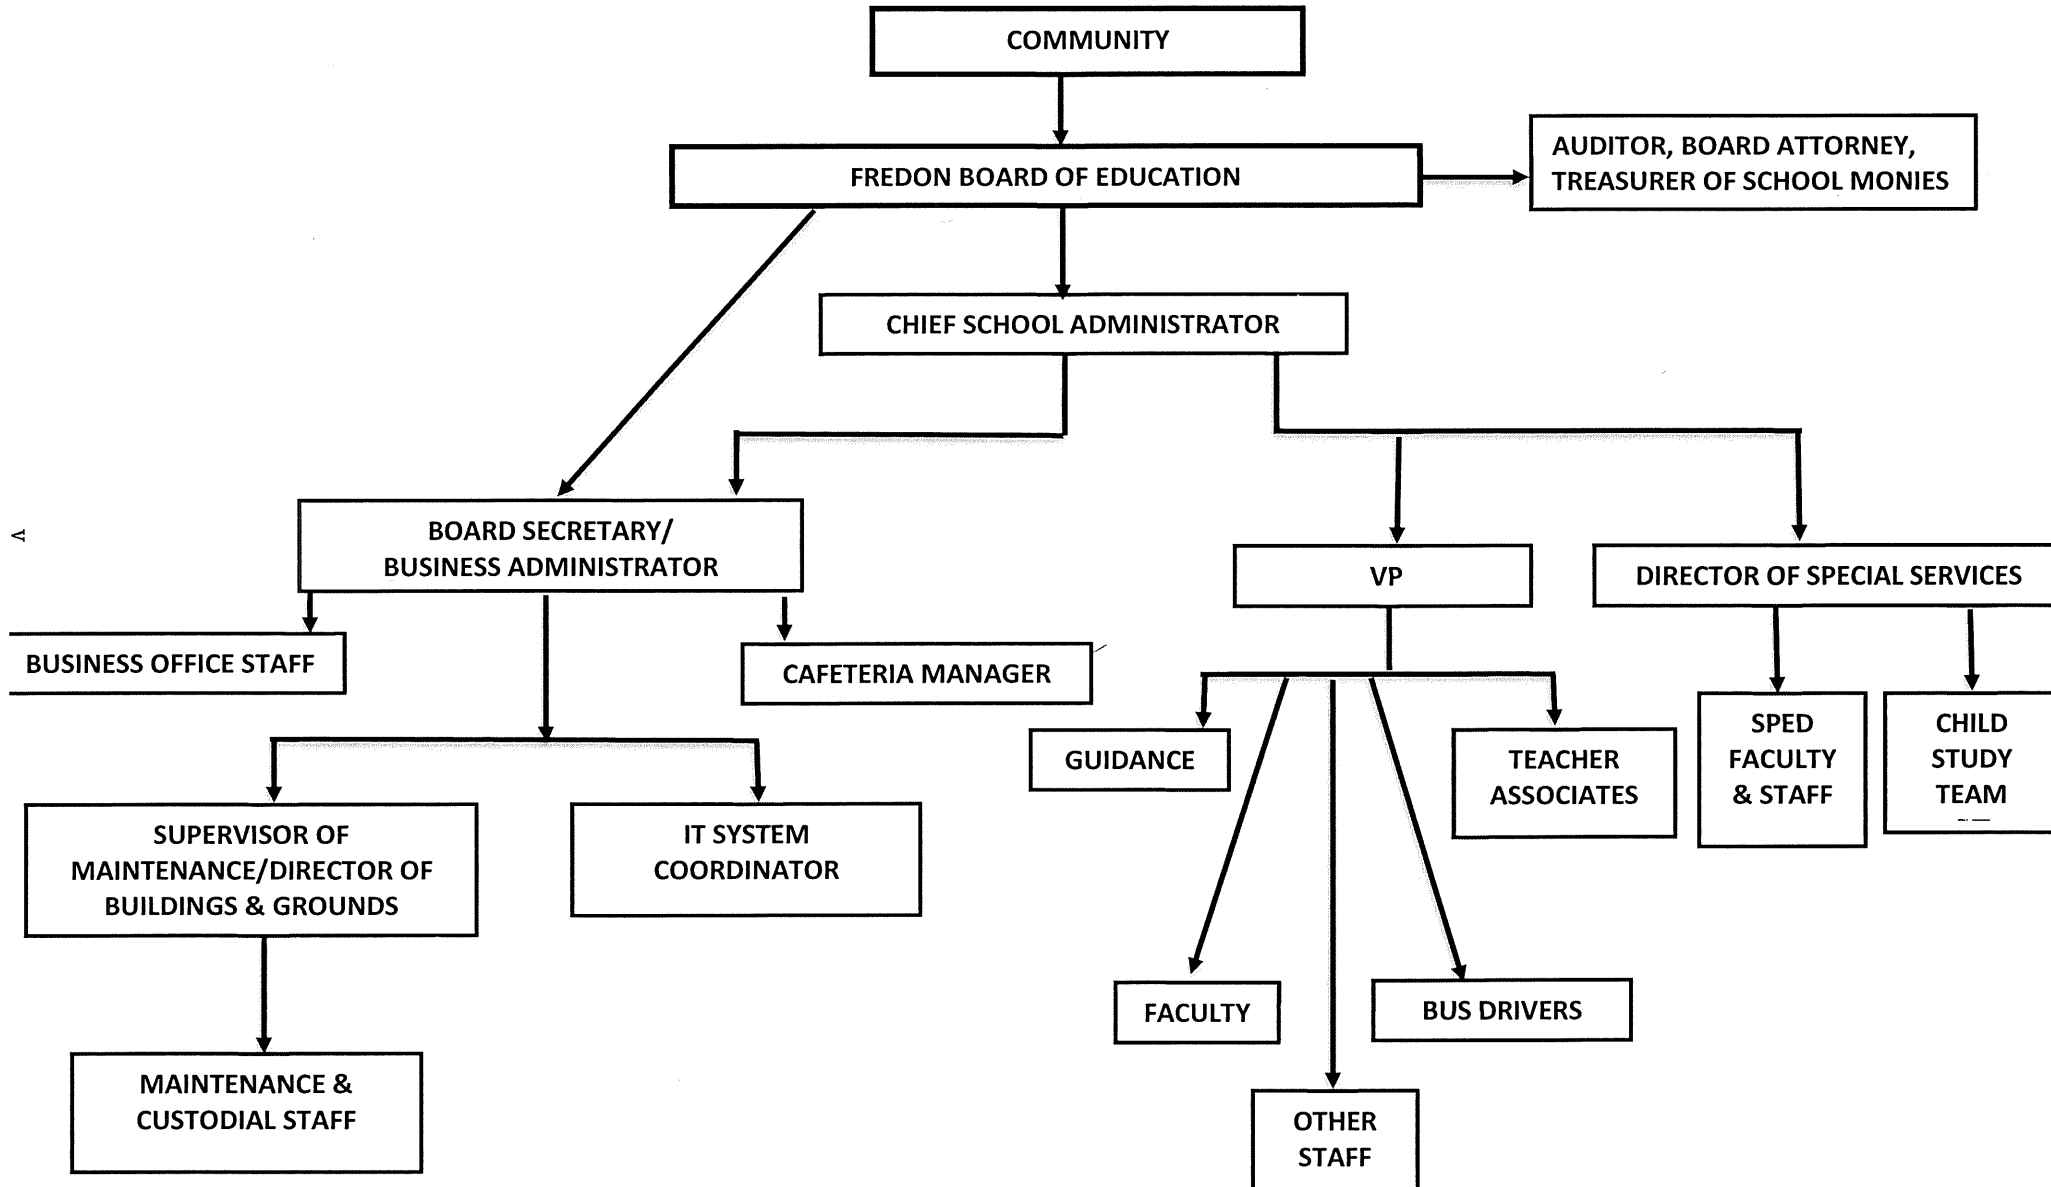 COMMUNITY
FREDON BOARD OF EDUCATION
AUDITOR, BOARD ATTORNEY,
TREASURER OF SCHOOL MONIES
CHIEF SCHOOL ADMINISTRATOR
BOARD SECRETARY/
BUSINESS ADMINISTRATOR
VP
DIRECTOR OF SPECIAL SERVICES
BUSINESS OFFICE STAFF
CAFETERIA MANAGER
GUIDANCE
TEACHER
ASSOCIATES
SPED
FACULTY
& STAFF
CHILD
STUDY
TEAM
SUPERVISOR OF
MAINTENANCE/DIRECTOR OF
BUILDINGS & GROUNDS
IT SYSTEM
COORDINATOR
FACULTY
BUS DRIVERS
MAINTENANCE &
CUSTODIAL STAFF
OTHER
STAFF